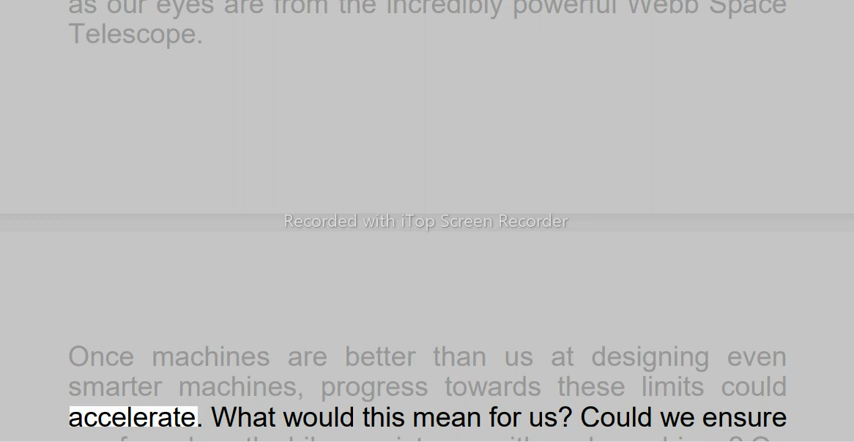 as our eyes are from the incredibly powerful Webb Space
Telescope.
Recorded with iTop Screen Recorder
Once machines are better than us at designing even
smarter machines, progress towards these limits could
accelerate. What would this mean for us? Could we ensure